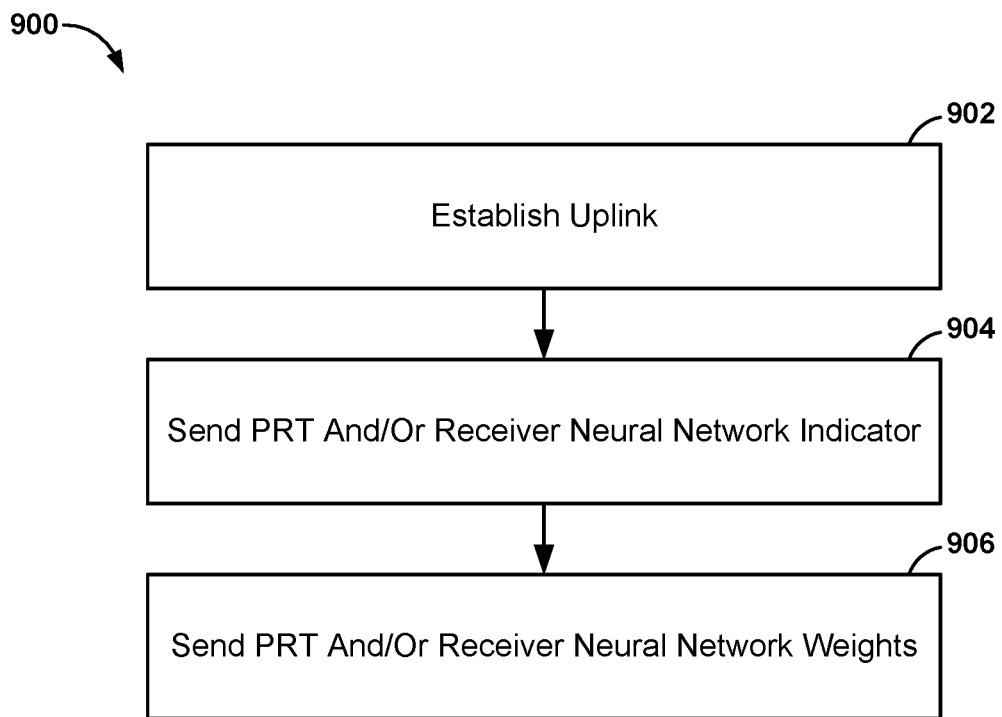 900
902
Establish Uplink
904
Send PRT And/Or Receiver Neural Network Indicator
906
Send PRT And/Or Receiver Neural Network Weights